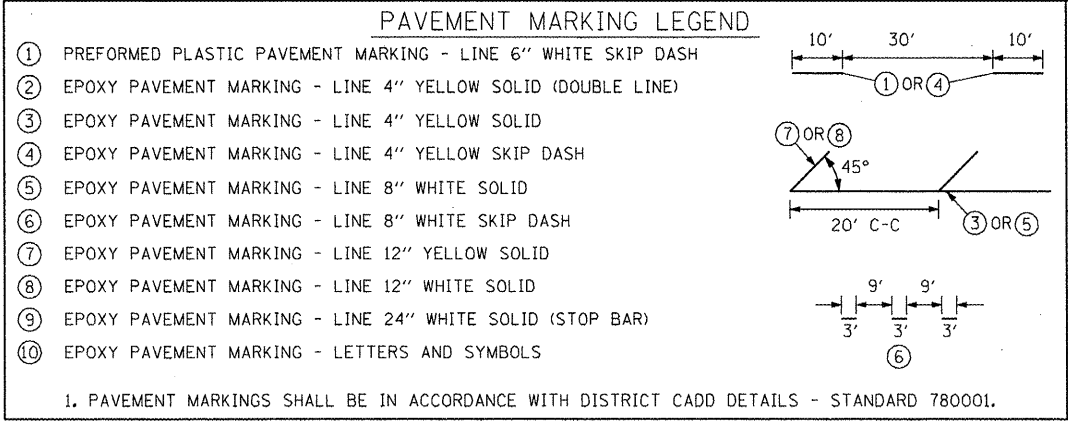 PAVEMENT MARKING LEGEND
① PREFORMED PLASTIC PAVEMENT MARKING - LINE 6" WHITE SKIP DASH
② EPOXY PAVEMENT MARKING - LINE 4" YELLOW SOLID (DOUBLE LINE)
③ EPOXY PAVEMENT MARKING - LINE 4" YELLOW SOLID
④ EPOXY PAVEMENT MARKING - LINE 4" YELLOW SKIP DASH
⑤ EPOXY PAVEMENT MARKING - LINE 8" WHITE SOLID
⑥ EPOXY PAVEMENT MARKING - LINE 8" WHITE SKIP DASH
⑦ EPOXY PAVEMENT MARKING - LINE 12" YELLOW SOLID
⑧ EPOXY PAVEMENT MARKING - LINE 12" WHITE SOLID
⑨ EPOXY PAVEMENT MARKING - LINE 24" WHITE SOLID (STOP BAR)
⑩ EPOXY PAVEMENT MARKING - LETTERS AND SYMBOLS
10' 30' 10'
① OR ④
⑦ OR ⑧
45°
20' C-C
③ OR ⑤
9' 9'
3' 3' 3'
⑥
1. PAVEMENT MARKINGS SHALL BE IN ACCORDANCE WITH DISTRICT CADD DETAILS - STANDARD 780001.